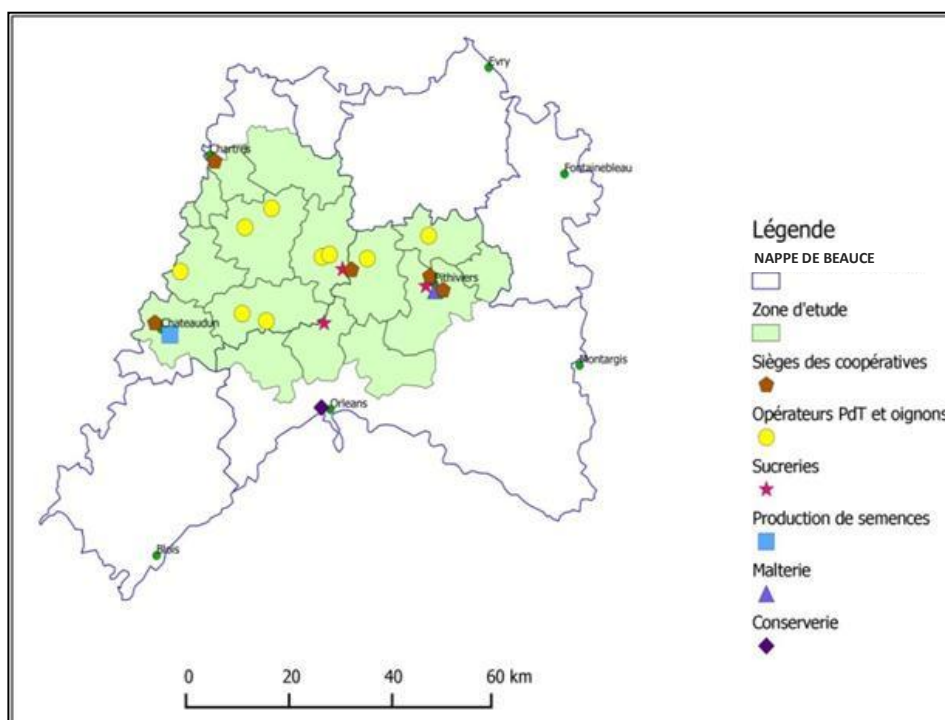 Evry
Chartres
Fontainebleau
Pithiviers
Chateaudun
Montargis
Orleans
Blois
Légende
NAPPE DE BEAUCE
Zone d'etude
Sièges des coopératives
Opérateurs PdT et oignons
Sucreries
Production de semences
Malterie
Conserverie
0 20 40 60 km